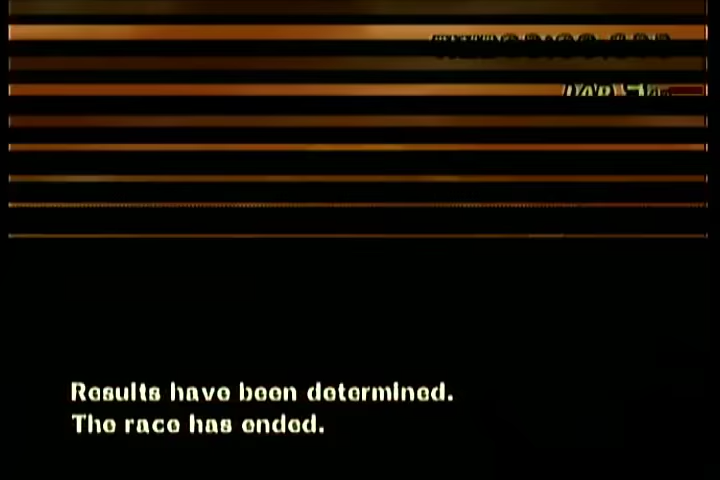 Results have been determined.
The race has ended.